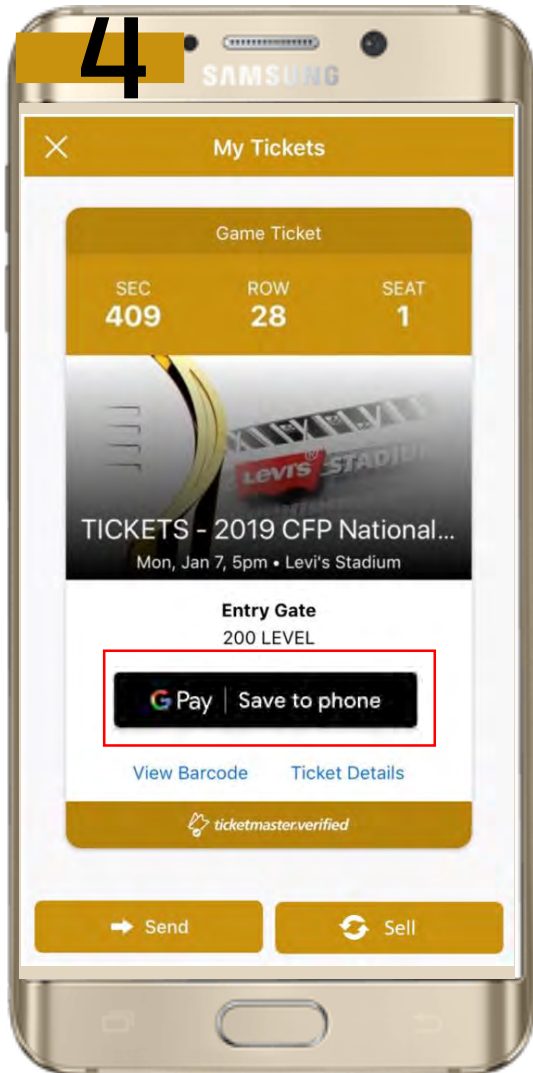 4
SAMSUNG
My Tickets
Game Ticket
SEC ROW SEAT
409 28 1
LEVI'S® STADIU
TICKETS - 2019 CFP National...
Mon, Jan 7, 5pm • Levi's Stadium
Entry Gate
200 LEVEL
G Pay | Save to phone
View Barcode Ticket Details
ticketmaster.verified
Send Sell